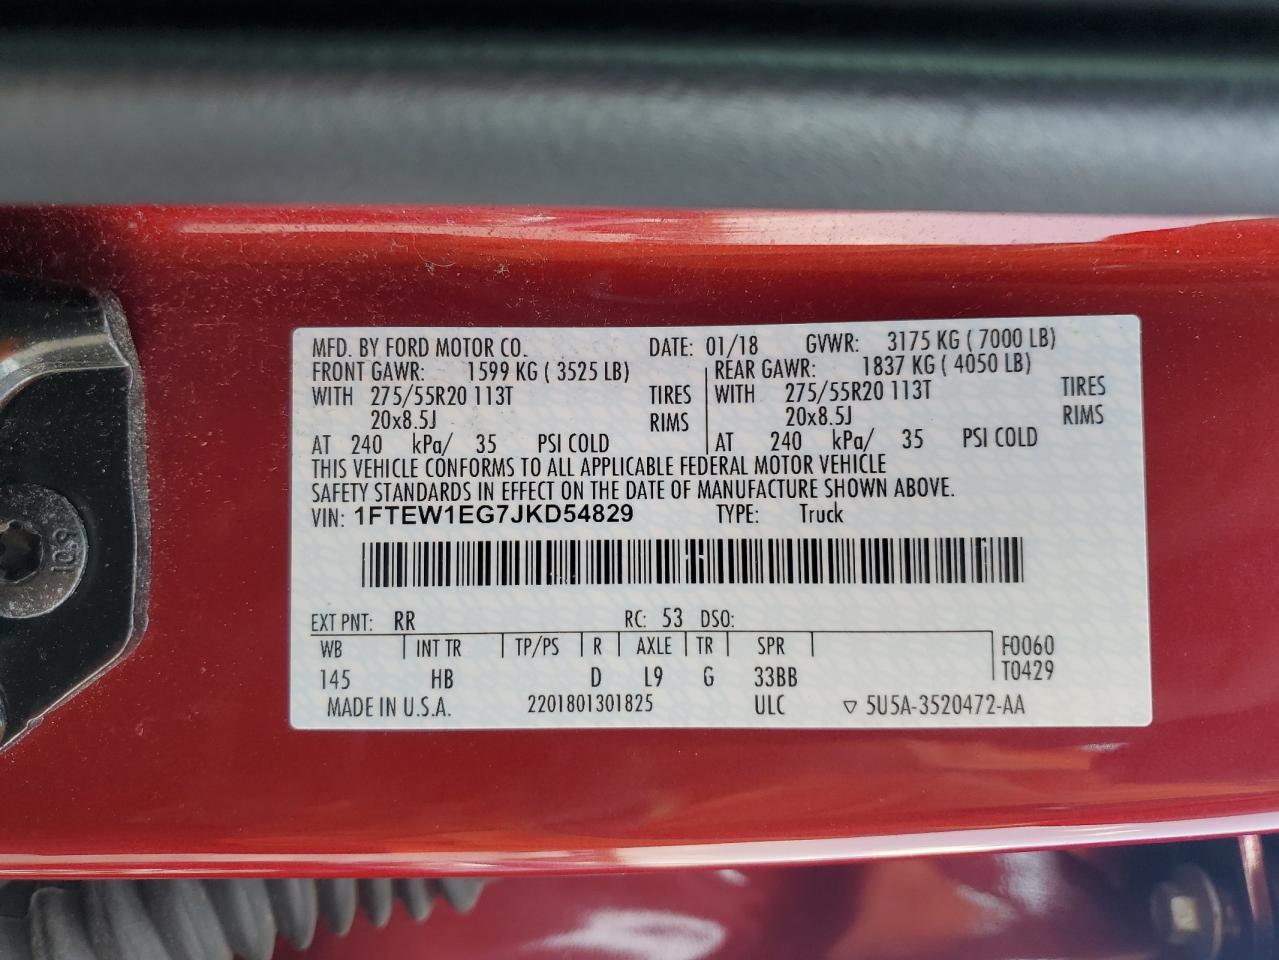 MFD. BY FORD MOTOR CO. DATE: 01/18 GVWR: 3175 KG ( 7000 LB)
FRONT GAWR: 1599 KG ( 3525 LB) REAR GAWR: 1837 KG ( 4050 LB)
WITH 275/55R20 113T TIRES WITH 275/55R20 113T TIRES
20x8.5J RIMS 20x8.5J RIMS
AT 240 kPa/ 35 PSI COLD AT 240 kPa/ 35 PSI COLD
THIS VEHICLE CONFORMS TO ALL APPLICABLE FEDERAL MOTOR VEHICLE
SAFETY STANDARDS IN EFFECT ON THE DATE OF MANUFACTURE SHOWN ABOVE.
VIN: 1FTEW1EG7JKD54829 TYPE: Truck
EXT PNT: RR RC: 53 DSO:
WB INT TR TP/PS R AXLE TR SPR F0060
145 HB D L9 G 33BB T0429
MADE IN U.S.A. 2201801301825 ULC ▽ 5U5A-3520472-AA
10.9